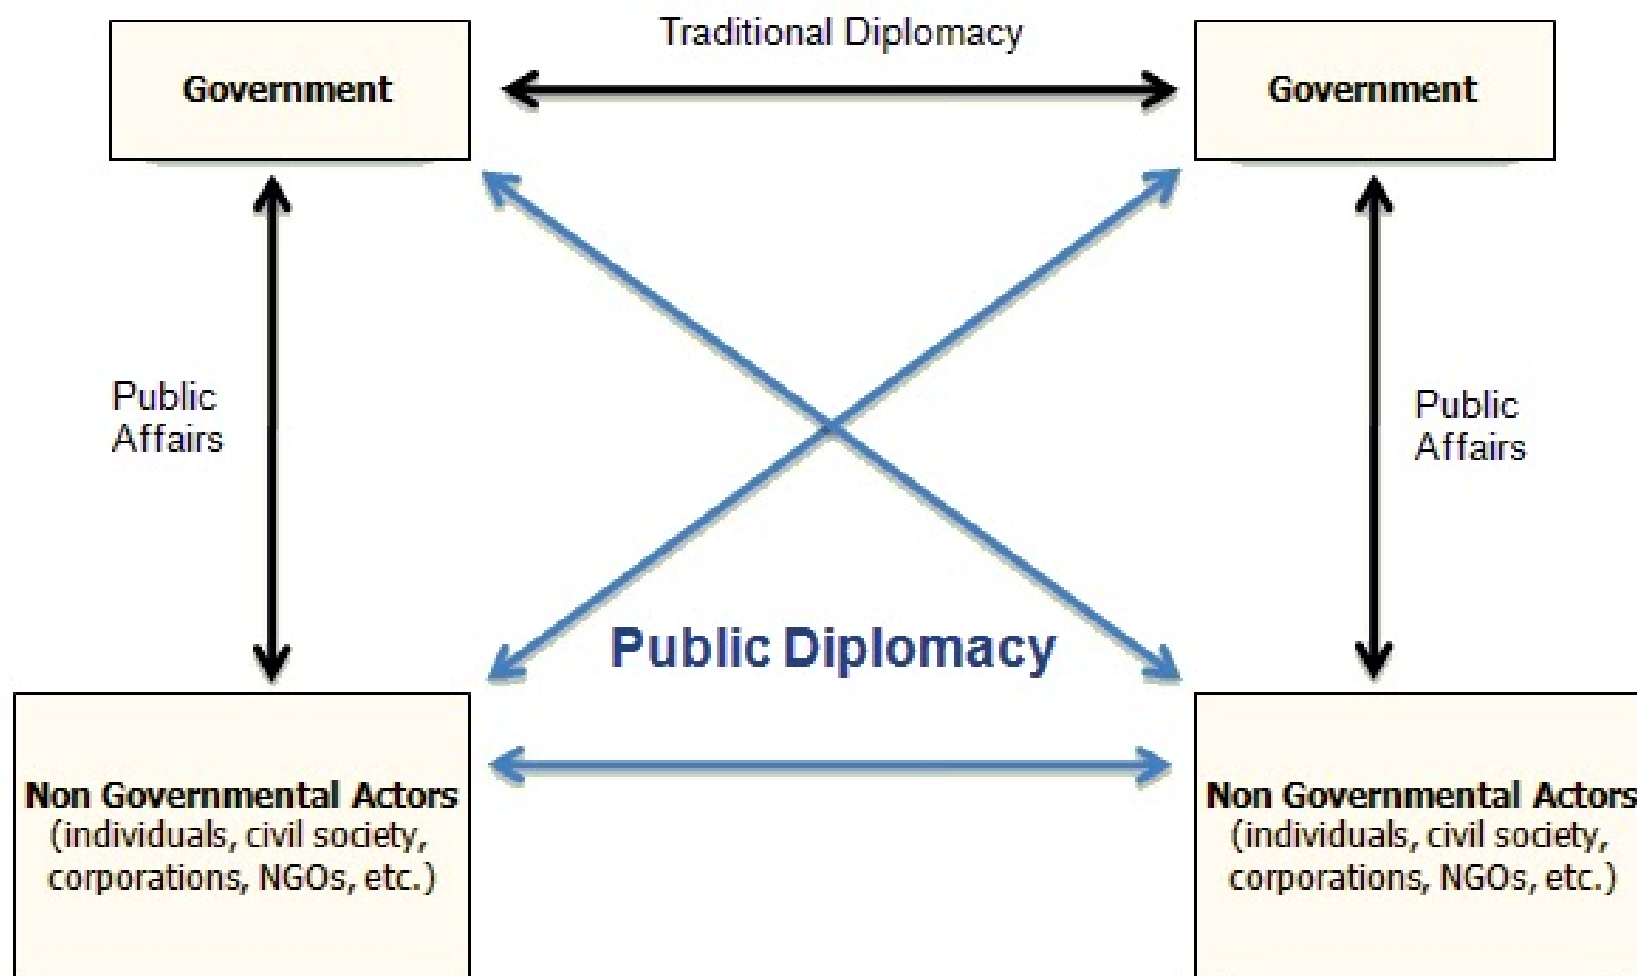 Traditional Diplomacy
Government
Government
Public
Affairs
Public
Affairs
Public Diplomacy
Non Governmental Actors
(individuals, civil society,
corporations, NGOs, etc.)
Non Governmental Actors
(individuals, civil society,
corporations, NGOs, etc.)